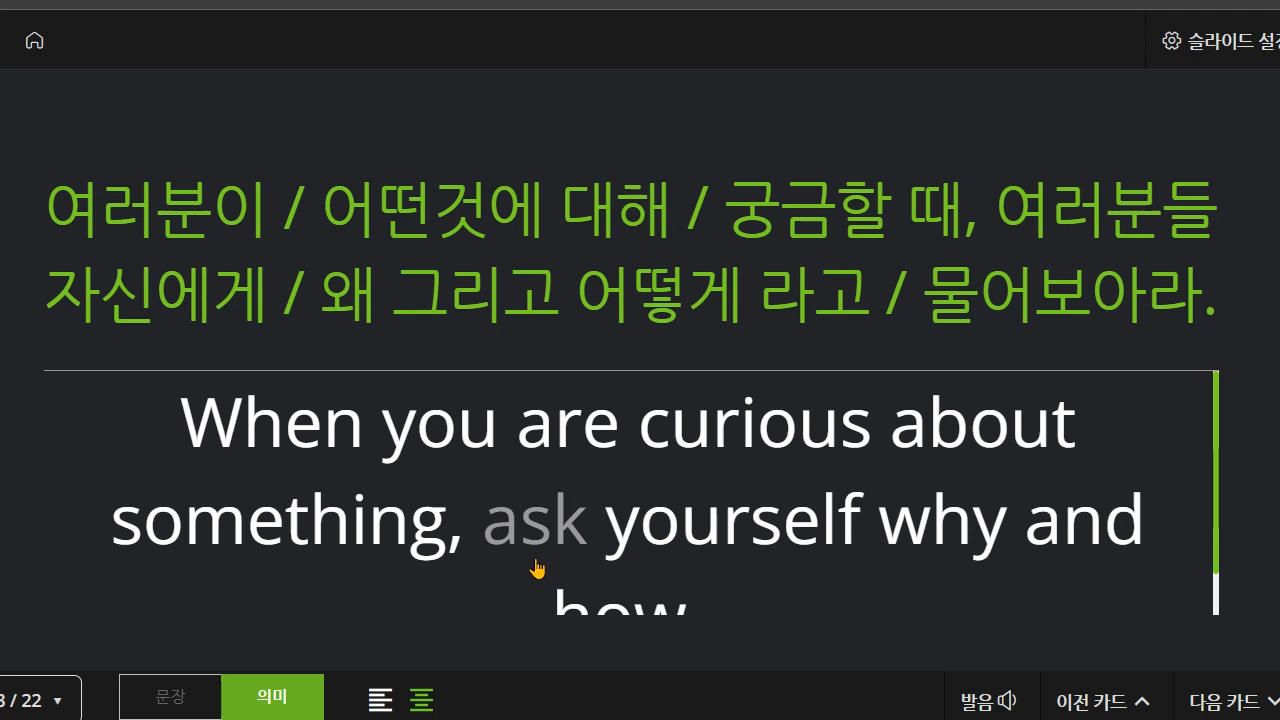 슬라이드 설정
여러분이 / 어떤것에 대해 / 궁금할 때, 여러분들
자신에게 / 왜 그리고 어떻게 라고 / 물어보아라.
When you are curious about
something, ask yourself why and
how
/ 22
문장
의미
발음
이전 카드
다음 카드